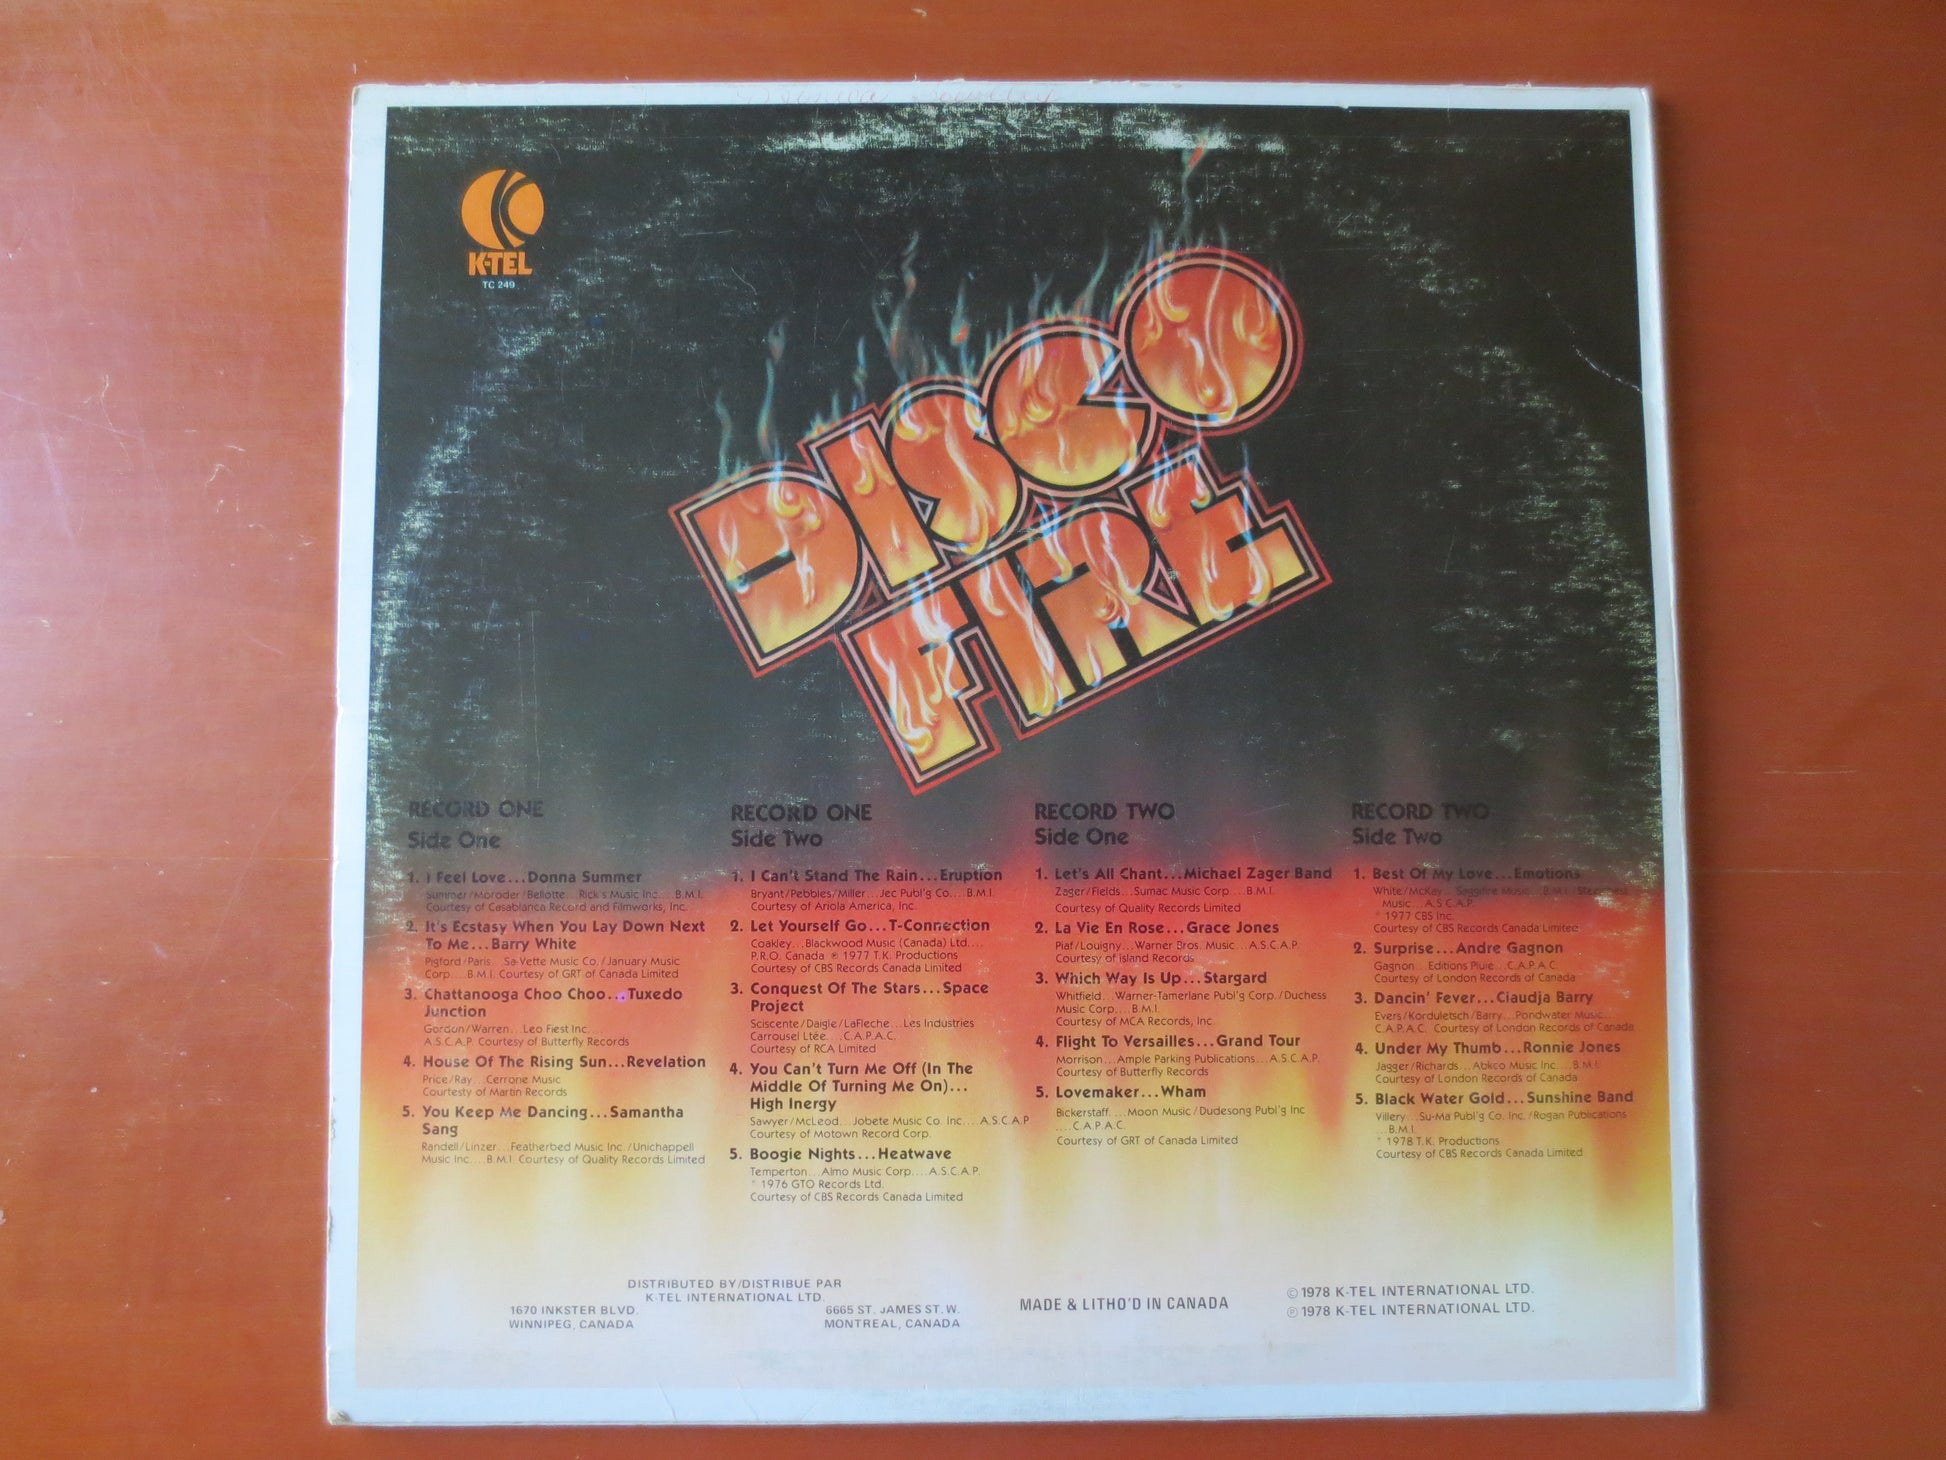 K-TEL
TC 249
DISCO
FIRE
RECORD ONE
Side One
1. I Feel Love...Donna Summer
Summer/Moroder/Bellotte...Rick's Music Inc....B.M.I.
Courtesy of Casablanca Record and Filmworks, Inc.
2. It's Ecstasy When You Lay Down Next
To Me...Barry White
Pigford/Paris...Sa-Vette Music Co./January Music
Corp....B.M.I. Courtesy of GRT of Canada Limited
3. Chattanooga Choo Choo...Tuxedo
Junction
Gordon/Warren...Leo Fiest Inc....
A.S.C.A.P. Courtesy of Butterfly Records
4. House Of The Rising Sun...Revelation
Price/Ray...Cerrone Music
Courtesty of Martin Records
5. You Keep Me Dancing...Samantha
Sang
Randell/Linzer...Featherbed Music Inc./Unichappell
Music Inc....B.M.I. Courtesy of Quality Records Limited
RECORD ONE
Side Two
1. I Can't Stand The Rain...Eruption
Bryant/Pebbles/Miller...Jec Publ'g Co....B.M.I.
Courtesy of Ariola America, Inc.
2. Let Yourself Go...T-Connection
Coakley...Blackwood Music (Canada) Ltd....
P.R.O. Canada ℗ 1977 T.K. Productions
Courtesy of CBS Records Canada Limited
3. Conquest Of The Stars...Space
Project
Sciscente/Daigle/LaFleche...Les Industries
Carrousel Ltée....C.A.P.A.C.
Courtesy of RCA Limited
4. You Can't Turn Me Off (In The
Middle Of Turning Me On)...
High Inergy
Sawyer/McLeod...Jobete Music Co. Inc....A.S.C.A.P
Courtesy of Motown Record Corp.
5. Boogie Nights...Heatwave
Temperton...Almo Music Corp....A.S.C.A.P.
℗ 1976 GTO Records Ltd.
Courtesy of CBS Records Canada Limited
RECORD TWO
Side One
1. Let's All Chant...Michael Zager Band
Zager/Fields...Sumac Music Corp....B.M.I.
Courtesy of Quality Records Limited
2. La Vie En Rose...Grace Jones
Piaf/Louigny...Warner Bros. Music...A.S.C.A.P.
Courtesy of Island Records
3. Which Way Is Up...Stargard
Whitfield...Warner-Tamerlane Publ'g Corp./Duchess
Music Corp....B.M.I.
Courtesy of MCA Records, Inc.
4. Flight To Versailles...Grand Tour
Morrison...Ample Parking Publications...A.S.C.A.P.
Courtesy of Butterfly Records
5. Lovemaker...Wham
Bickerstaff....Moon Music/Dudesong Publ'g Inc
....C.A.P.A.C.
Courtesy of GRT of Canada Limited
RECORD TWO
Side Two
1. Best Of My Love...Emotions
White/McKay...Saggifire Music...B.M.I./Steelchest
Music...A.S.C.A.P.
℗ 1977 CBS Inc.
Courtesy of CBS Records Canada Limited
2. Surprise...Andre Gagnon
Gagnon...Editions Pluie...C.A.P.A.C.
Courtesy of London Records of Canada
3. Dancin' Fever...Claudja Barry
Evers/Korduletsch/Barry...Pondwater Music...
C.A.P.A.C. Courtesy of London Records of Canada
4. Under My Thumb...Ronnie Jones
Jagger/Richards...Abkco Music Inc....B.M.I.
Courtesy of London Records of Canada
5. Black Water Gold...Sunshine Band
Villery...Su-Ma Publ'g Co. Inc./Rogan Publications
...B.M.I.
℗ 1978 T.K. Productions
Courtesy of CBS Records Canada Limited
DISTRIBUTED BY/DISTRIBUE PAR
K-TEL INTERNATIONAL LTD.
1670 INKSTER BLVD.
WINNIPEG, CANADA
6665 ST. JAMES ST. W.
MONTREAL, CANADA
MADE & LITHO'D IN CANADA
© 1978 K-TEL INTERNATIONAL LTD.
℗ 1978 K-TEL INTERNATIONAL LTD.